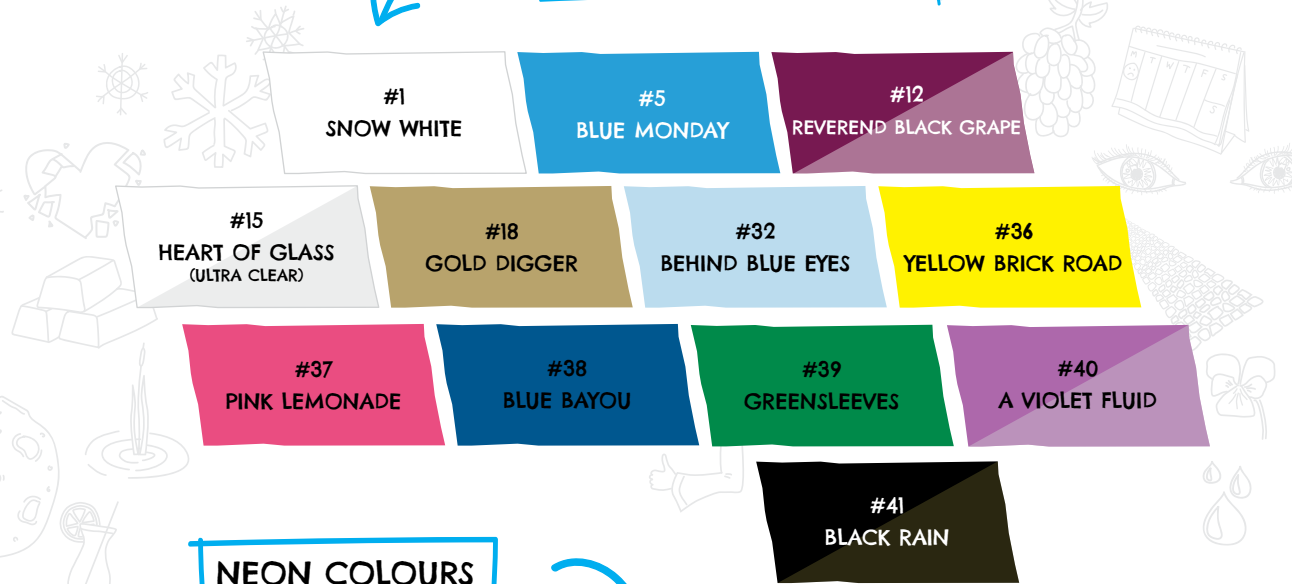 #1
SNOW WHITE
#5
BLUE MONDAY
#12
REVEREND BLACK GRAPE
#15
HEART OF GLASS
(ULTRA CLEAR)
#18
GOLD DIGGER
#32
BEHIND BLUE EYES
#36
YELLOW BRICK ROAD
#37
PINK LEMONADE
#38
BLUE BAYOU
#39
GREENSLEEVES
#40
A VIOLET FLUID
#41
BLACK RAIN
NEON COLOURS
M T W T F S
S